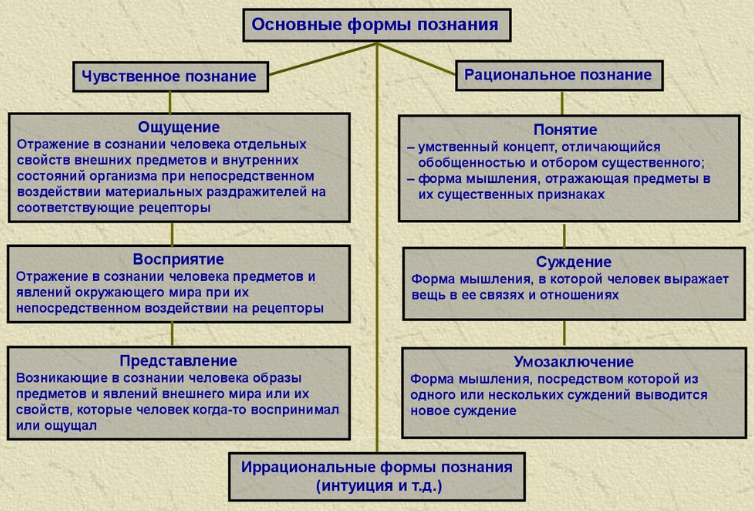 Основные формы познания
Чувственное познание
Рациональное познание
Ощущение
Отражение в сознании человека отдельных
свойств внешних предметов и внутренних
состояний организма при непосредственном
воздействии материальных раздражителей на
соответствующие рецепторы
Восприятие
Отражение в сознании человека предметов и
явлений окружающего мира при их
непосредственном воздействии на рецепторы
Представление
Возникающие в сознании человека образы
предметов и явлений внешнего мира или их
свойств, которые человек когда-то воспринимал
или ощущал
Понятие
– умственный концепт, отличающийся
обобщенностью и отбором существенного;
– форма мышления, отражающая предметы в
их существенных признаках
Суждение
Форма мышления, в которой человек выражает
вещь в ее связях и отношениях
Умозаключение
Форма мышления, посредством которой из
одного или нескольких суждений выводится
новое суждение
Иррациональные формы познания
(интуиция и т.д.)